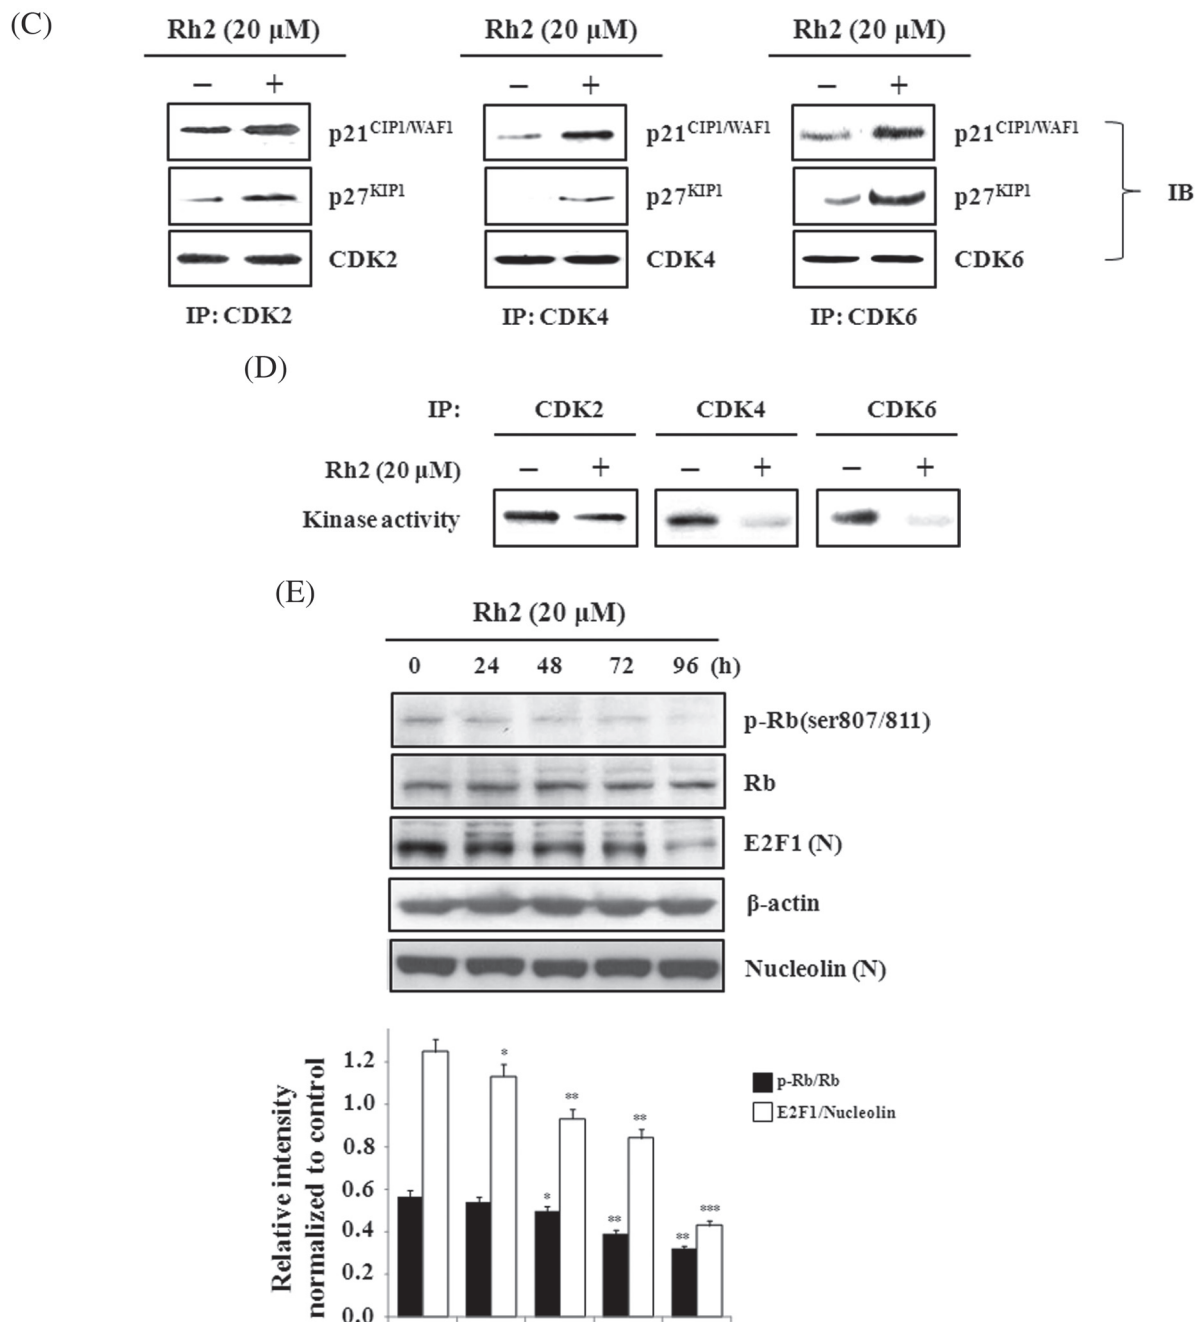 (C)
Rh2 (20 µM) Rh2 (20 µM) Rh2 (20 µM)
− + − + − +
p21CIP1/WAF1 p21CIP1/WAF1 p21CIP1/WAF1
p27KIP1 p27KIP1 p27KIP1 IB
CDK2 CDK4 CDK6
IP: CDK2 IP: CDK4 IP: CDK6
(D)
IP: CDK2 CDK4 CDK6
Rh2 (20 µM) − + − + − +
Kinase activity
(E)
Rh2 (20 µM)
0 24 48 72 96 (h)
p-Rb(ser807/811)
Rb
E2F1 (N)
β-actin
Nucleolin (N)
Relative intensity
normalized to control
1.2
1.0
0.8
0.6
0.4
0.2
0.0
* ** ** ***
* ** **
p-Rb/Rb
E2F1/Nucleolin